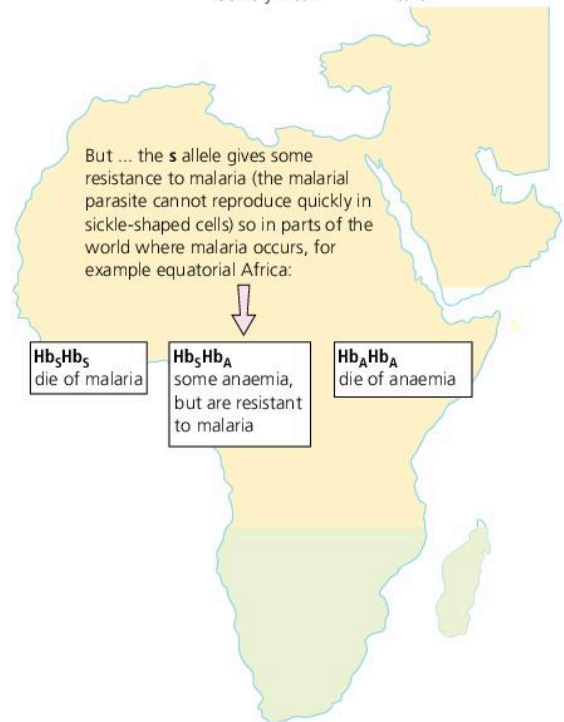 But ... the s allele gives some
resistance to malaria (the malarial
parasite cannot reproduce quickly in
sickle-shaped cells) so in parts of the
world where malaria occurs, for
example equatorial Africa:
HbSHbS
die of malaria
HbSHbA
some anaemia,
but are resistant
to malaria
HbAHbA
die of anaemia